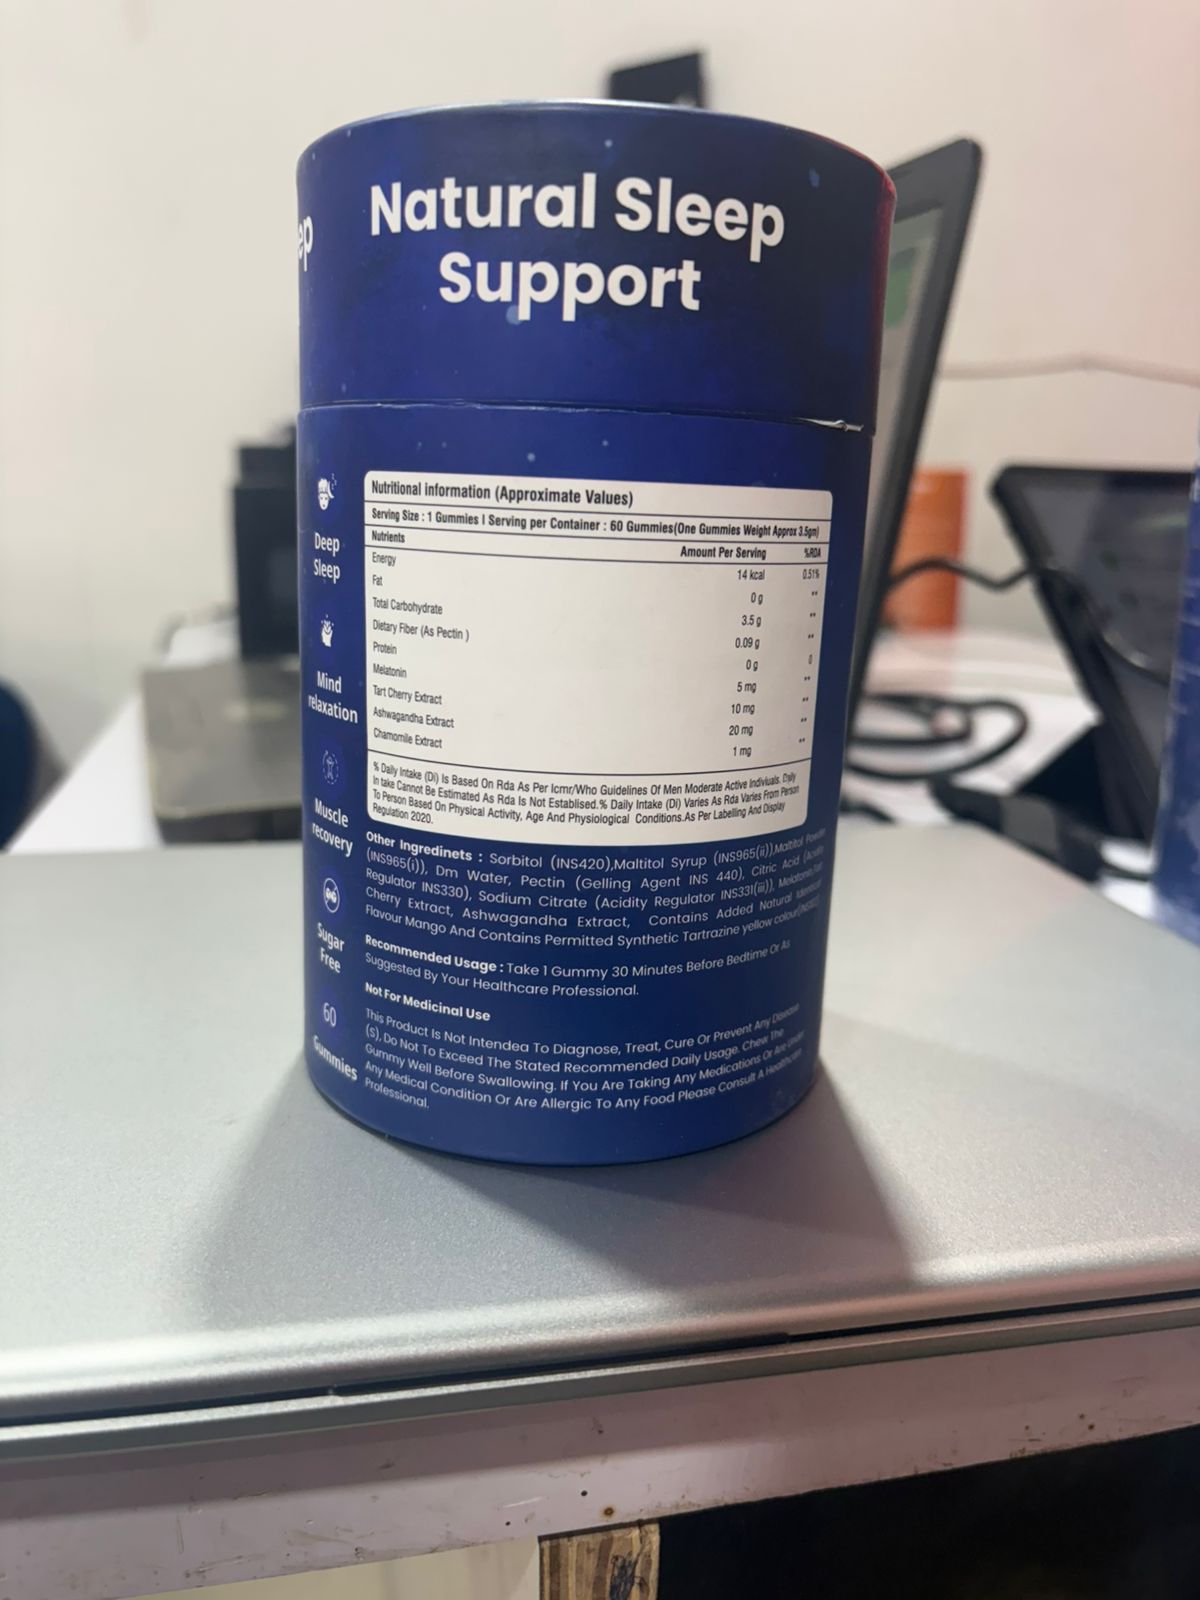 Natural Sleep
Support
ep
Deep
Sleep
Mind
relaxation
Muscle
recovery
Sugar
Free
60
Gummies
Nutritional information (Approximate Values)
Serving Size : 1 Gummies I Serving per Container : 60 Gummies(One Gummies Weight Approx 3.5gm)
Nutrients Amount Per Serving %RDA
Energy 14 kcal 0.51%
Fat 0 g **
Total Carbohydrate 3.5 g **
Dietary Fiber (As Pectin ) 0.09 g **
Protein 0 g 0
Melatonin 5 mg **
Tart Cherry Extract 10 mg **
Ashwagandha Extract 20 mg **
Chamomile Extract 1 mg **
% Daily Intake (DI) Is Based On Rda As Per Icmr/Who Guidelines Of Men Moderate Active Indiviuals. Daily
In take Cannot Be Estimated As Rda Is Not Establised.% Daily Intake (DI) Varies As Rda Varies From Person
To Person Based On Physical Activity, Age And Physiological Conditions.As Per Labelling And Display
Regulation 2020.
Other Ingredinets : Sorbitol (INS420),Maltitol Syrup (INS965(ii)),Maltitol Powder
(INS965(i)), Dm Water, Pectin (Gelling Agent INS 440), Citric Acid (Acidity
Regulator INS330), Sodium Citrate (Acidity Regulator INS331(iii)), Melatonin,Tart
Cherry Extract, Ashwagandha Extract, Contains Added Natural Identical
Flavour Mango And Contains Permitted Synthetic Tartrazine yellow colour
Recommended Usage : Take 1 Gummy 30 Minutes Before Bedtime Or As
Suggested By Your Healthcare Professional.
Not For Medicinal Use
This Product Is Not Intendea To Diagnose, Treat, Cure Or Prevent Any Disease
(s), Do Not To Exceed The Stated Recommended Daily Usage. Chew The
Gummy Well Before Swallowing. If You Are Taking Any Medications Or Are Under
Any Medical Condition Or Are Allergic To Any Food Please Consult A Healthcare
Professional.